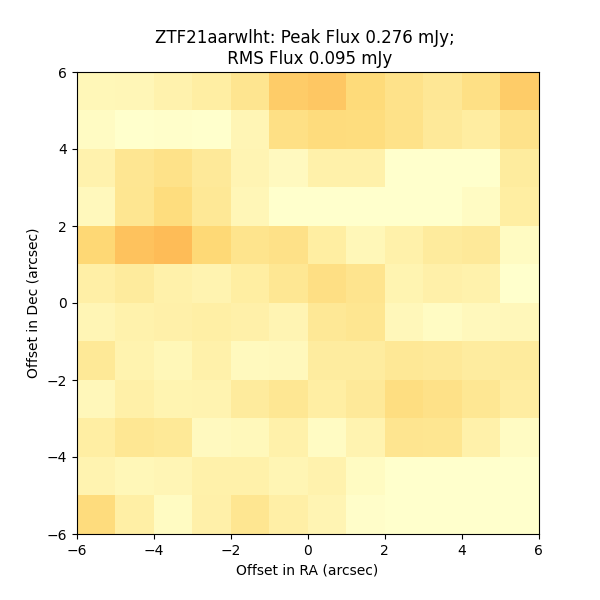 ZTF21aarwlht: Peak Flux 0.276 mJy;
RMS Flux 0.095 mJy
6
4
2
0
−2
−4
−6
Offset in Dec (arcsec)
−6 −4 −2 0 2 4 6
Offset in RA (arcsec)